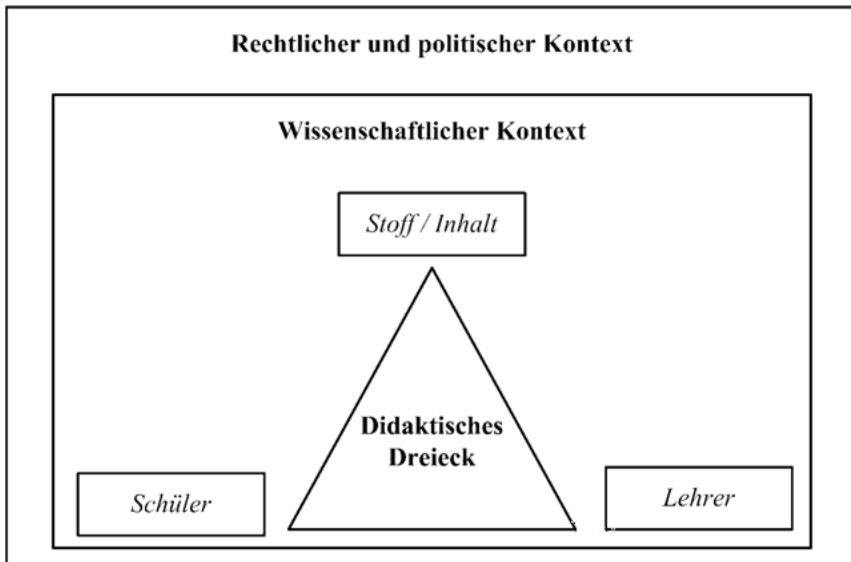 Rechtlicher und politischer Kontext
Wissenschaftlicher Kontext
Stoff / Inhalt
Didaktisches
Dreieck
Schüler
Lehrer